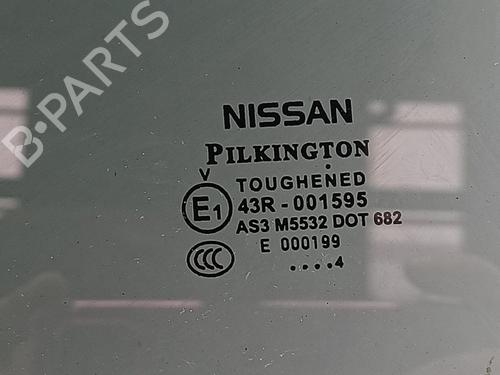 B-PARTS
NISSAN
PILKINGTON
V
TOUGHENED
E1
43R-001595
AS3 M5532 DOT 682
E 000199
CCC
....4